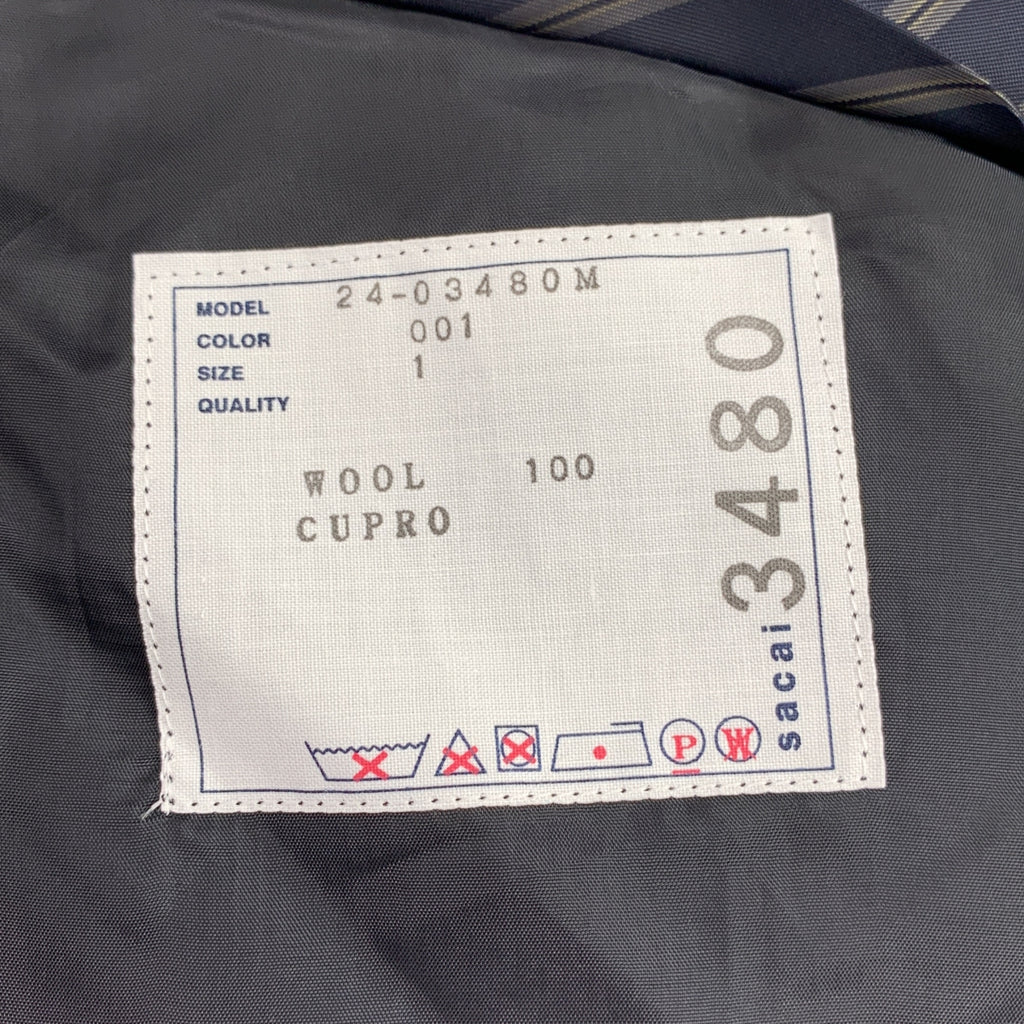 MODEL 24-03480M
COLOR 001
SIZE 1
QUALITY
WOOL 100
CUPRO
sacai 3480
P
W